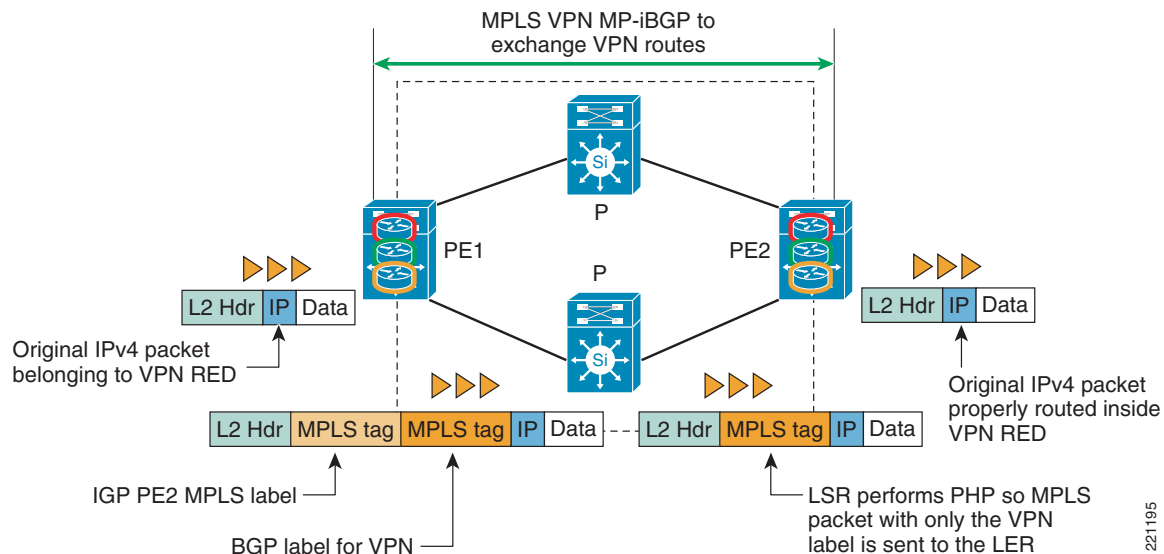 MPLS VPN MP-iBGP to
exchange VPN routes
Si
P
PE1
PE2
P
Si
L2 Hdr IP Data
Original IPv4 packet
belonging to VPN RED
L2 Hdr IP Data
Original IPv4 packet
properly routed inside
VPN RED
L2 Hdr MPLS tag MPLS tag IP Data
L2 Hdr MPLS tag IP Data
IGP PE2 MPLS label
BGP label for VPN
LSR performs PHP so MPLS
packet with only the VPN
label is sent to the LER
221195